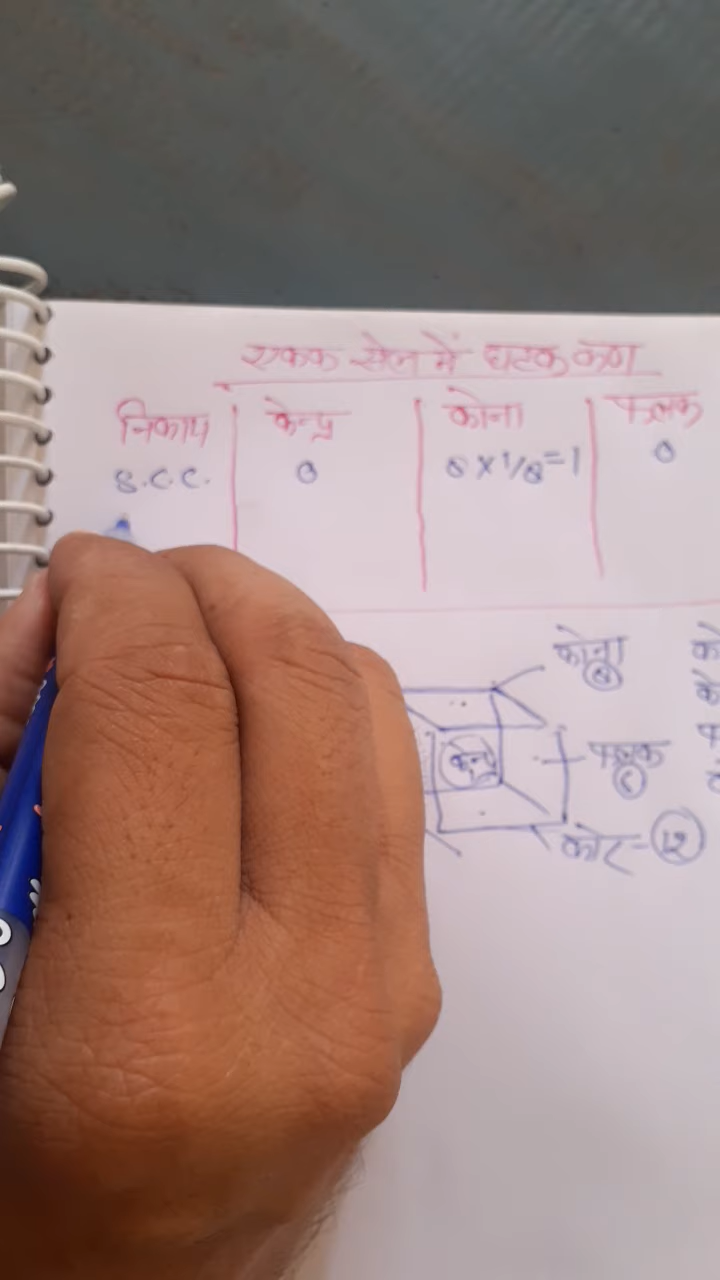 एकक सेल में घटक कण
निकाय केन्द्र कोना फलक
S.C.C. 0 8 × 1/8 = 1 0
कोना
8
केन्द्र
फलक
6
कोर - 12